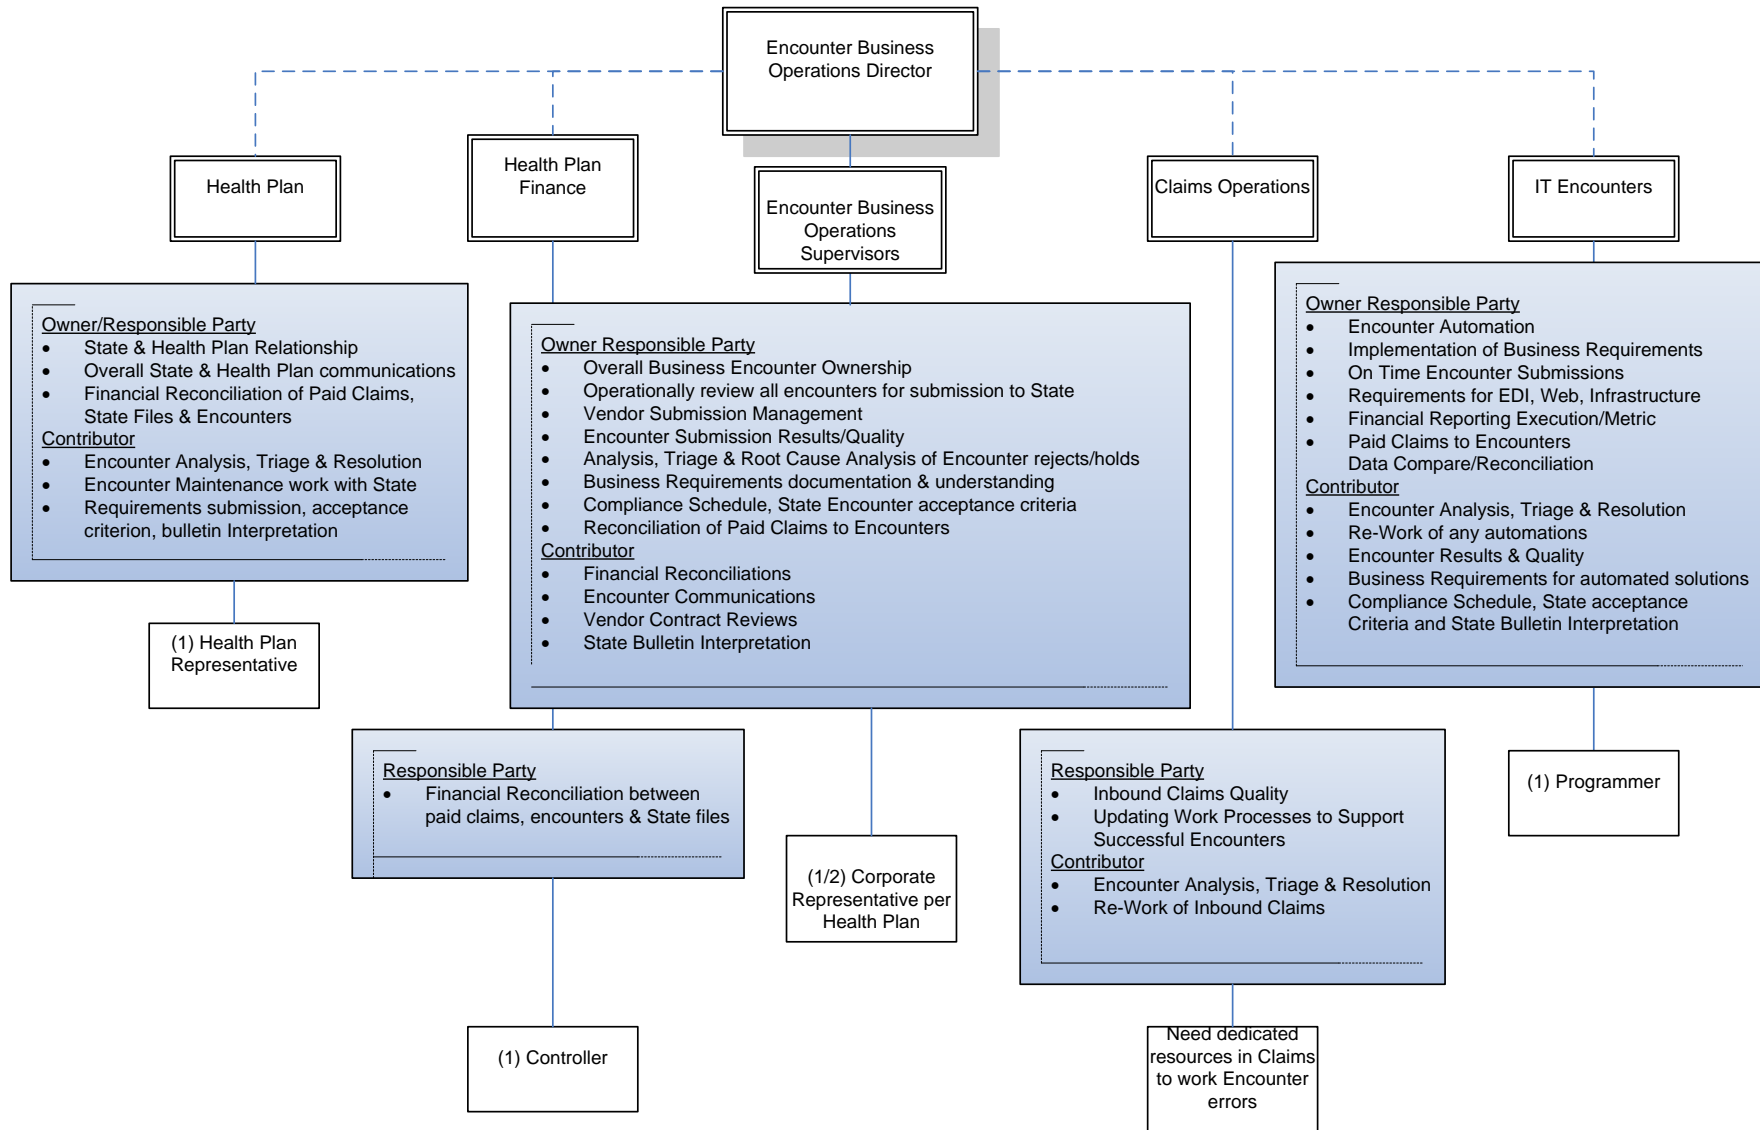 Encounter Business
Operations Director
Health Plan
Health Plan
Finance
Encounter Business
Operations
Supervisors
Claims Operations
IT Encounters
Owner/Responsible Party
• State & Health Plan Relationship
• Overall State & Health Plan communications
• Financial Reconciliation of Paid Claims,
State Files & Encounters
Contributor
• Encounter Analysis, Triage & Resolution
• Encounter Maintenance work with State
• Requirements submission, acceptance
criterion, bulletin Interpretation
(1) Health Plan
Representative
Owner Responsible Party
• Overall Business Encounter Ownership
• Operationally review all encounters for submission to State
• Vendor Submission Management
• Encounter Submission Results/Quality
• Analysis, Triage & Root Cause Analysis of Encounter rejects/holds
• Business Requirements documentation & understanding
• Compliance Schedule, State Encounter acceptance criteria
• Reconciliation of Paid Claims to Encounters
Contributor
• Financial Reconciliations
• Encounter Communications
• Vendor Contract Reviews
• State Bulletin Interpretation
Owner Responsible Party
• Encounter Automation
• Implementation of Business Requirements
• On Time Encounter Submissions
• Requirements for EDI, Web, Infrastructure
• Financial Reporting Execution/Metric
• Paid Claims to Encounters
Data Compare/Reconciliation
Contributor
• Encounter Analysis, Triage & Resolution
• Re-Work of any automations
• Encounter Results & Quality
• Business Requirements for automated solutions
• Compliance Schedule, State acceptance
Criteria and State Bulletin Interpretation
Responsible Party
• Financial Reconciliation between
paid claims, encounters & State files
(1/2) Corporate
Representative per
Health Plan
Responsible Party
• Inbound Claims Quality
• Updating Work Processes to Support
Successful Encounters
Contributor
• Encounter Analysis, Triage & Resolution
• Re-Work of Inbound Claims
(1) Programmer
(1) Controller
Need dedicated
resources in Claims
to work Encounter
errors